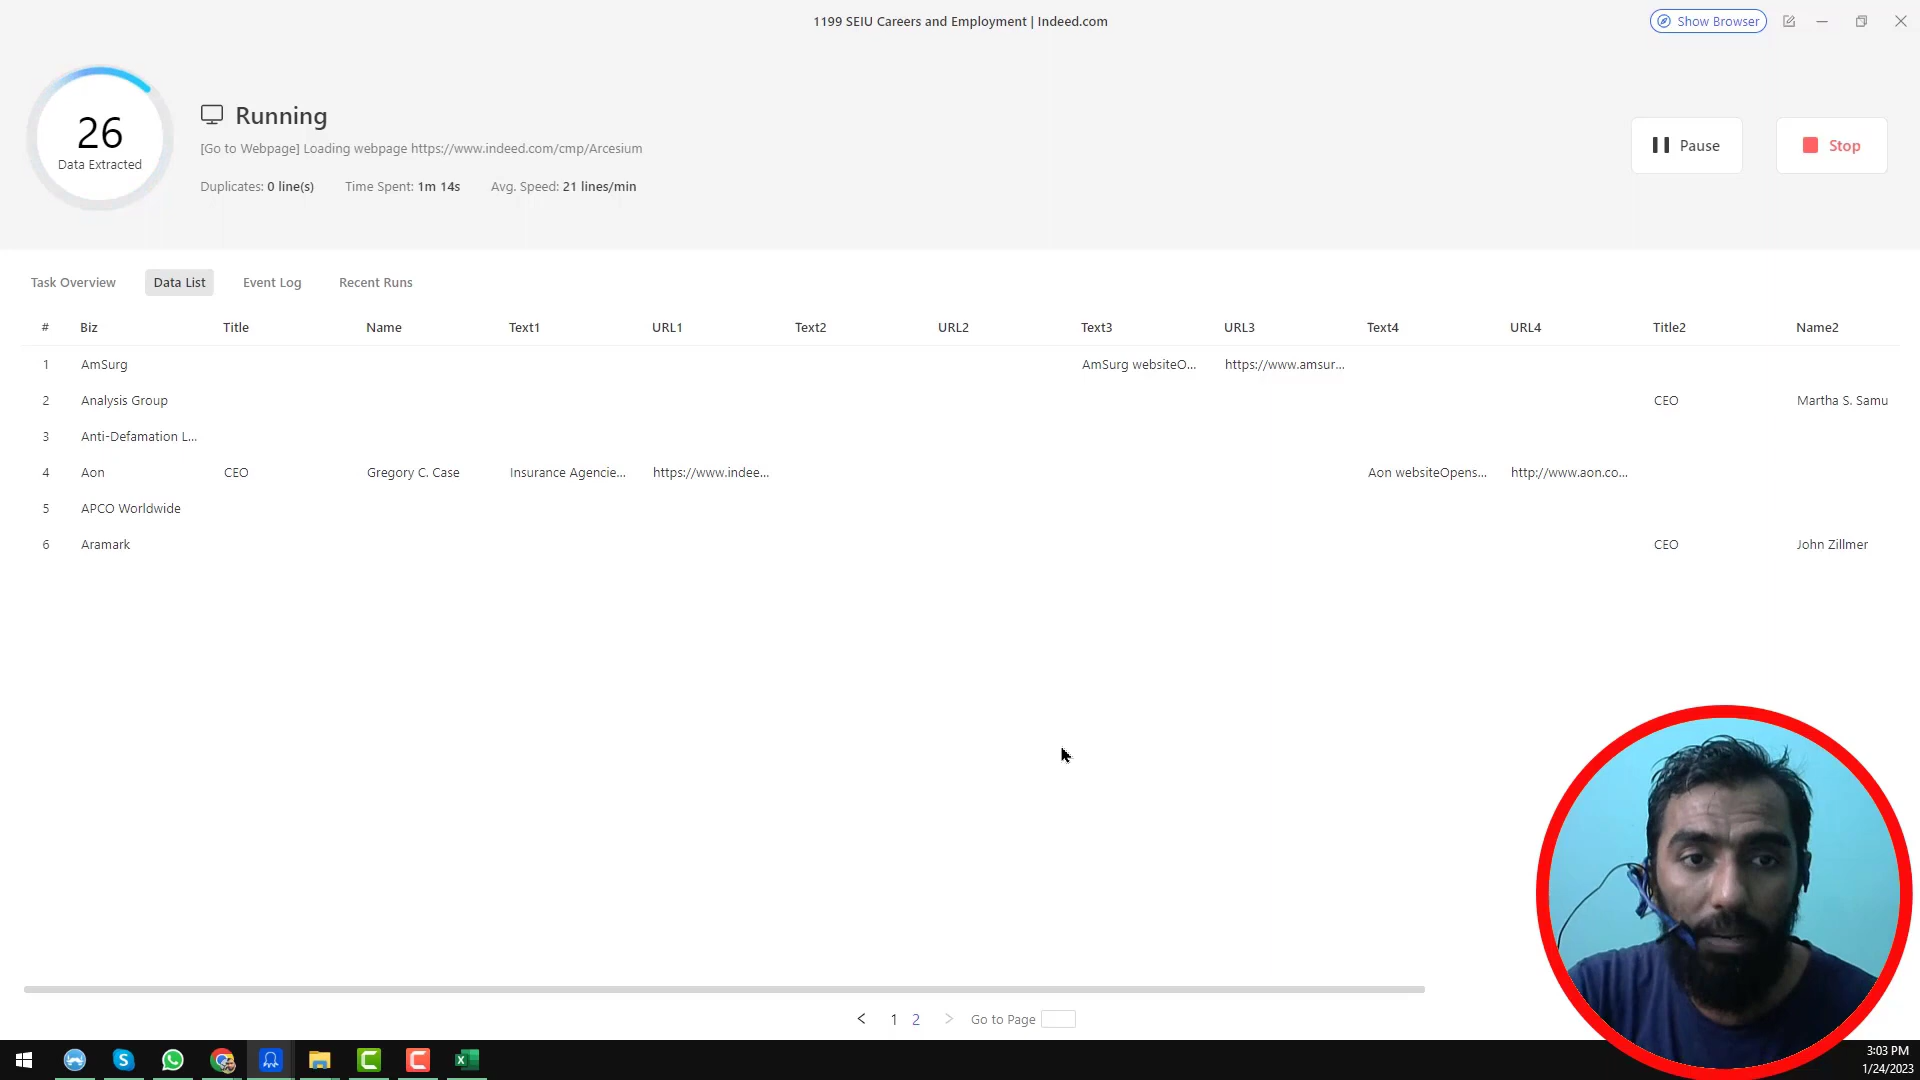 1199 SEIU Careers and Employment | Indeed.com
Show Browser
26
Data Extracted
Running
[Go to Webpage] Loading webpage https://www.indeed.com/cmp/Arcesium
Duplicates: 0 line(s) Time Spent: 1m 14s Avg. Speed: 21 lines/min
Pause
Stop
Task Overview Data List Event Log Recent Runs
# Biz Title Name Text1 URL1 Text2 URL2 Text3 URL3 Text4 URL4 Title2 Name2
1 AmSurg AmSurg websiteO... https://www.amsur...
2 Analysis Group CEO Martha S. Samu
3 Anti-Defamation L...
4 Aon CEO Gregory C. Case Insurance Agencie... https://www.indee... Aon websiteOpens... http://www.aon.co...
5 APCO Worldwide
6 Aramark CEO John Zillmer
1 2 Go to Page
3:03 PM
1/24/2023